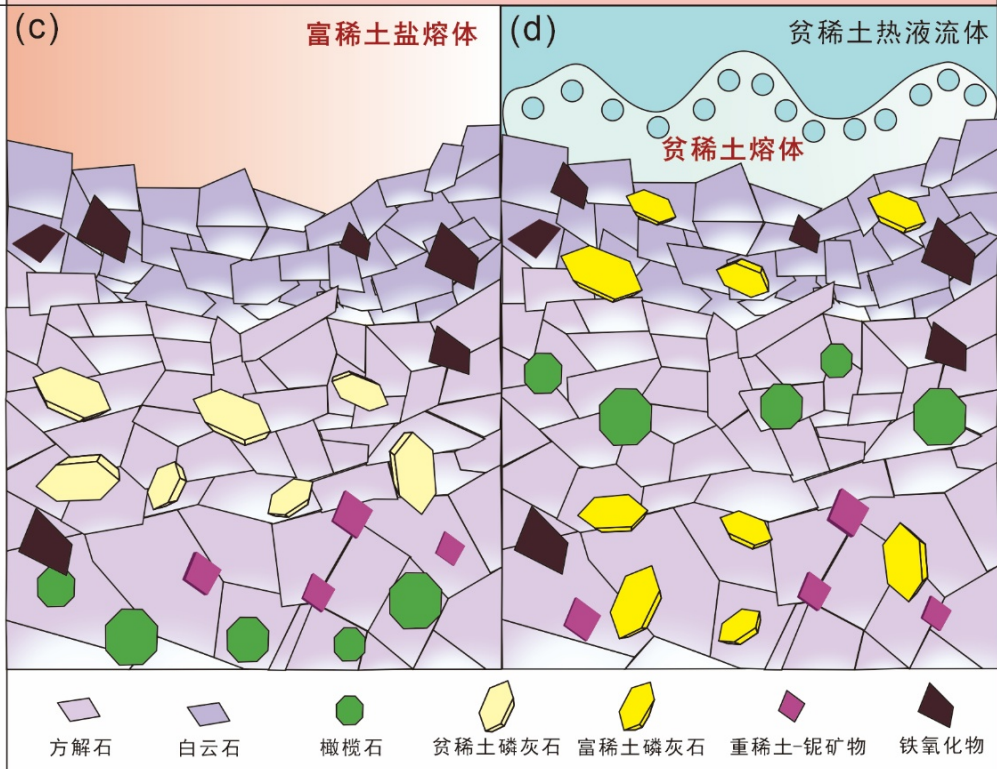 (c)
富稀土盐熔体
(d)
贫稀土热液流体
贫稀土熔体
方解石
白云石
橄榄石
贫稀土磷灰石
富稀土磷灰石
重稀土-铌矿物
铁氧化物